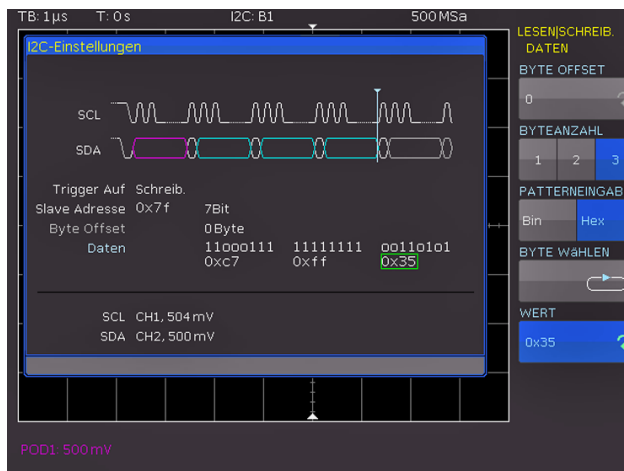 TB: 1µs T: 0s I2C: B1 500MSa
LESEN|SCHREIB.
DATEN
I2C-Einstellungen
BYTE OFFSET
0
SCL
BYTEANZAHL
SDA
1 2 3
Trigger Auf Schreib.
PATTERNEINGAB
Slave Adresse 0x7f 7Bit
Byte Offset 0Byte
Bin Hex
Daten 11000111 11111111 00110101
0xc7 0xff 0x35
BYTE WÄHLEN
SCL CH1, 504mV
WERT
SDA CH2, 500mV
0x35
POD1: 500mV